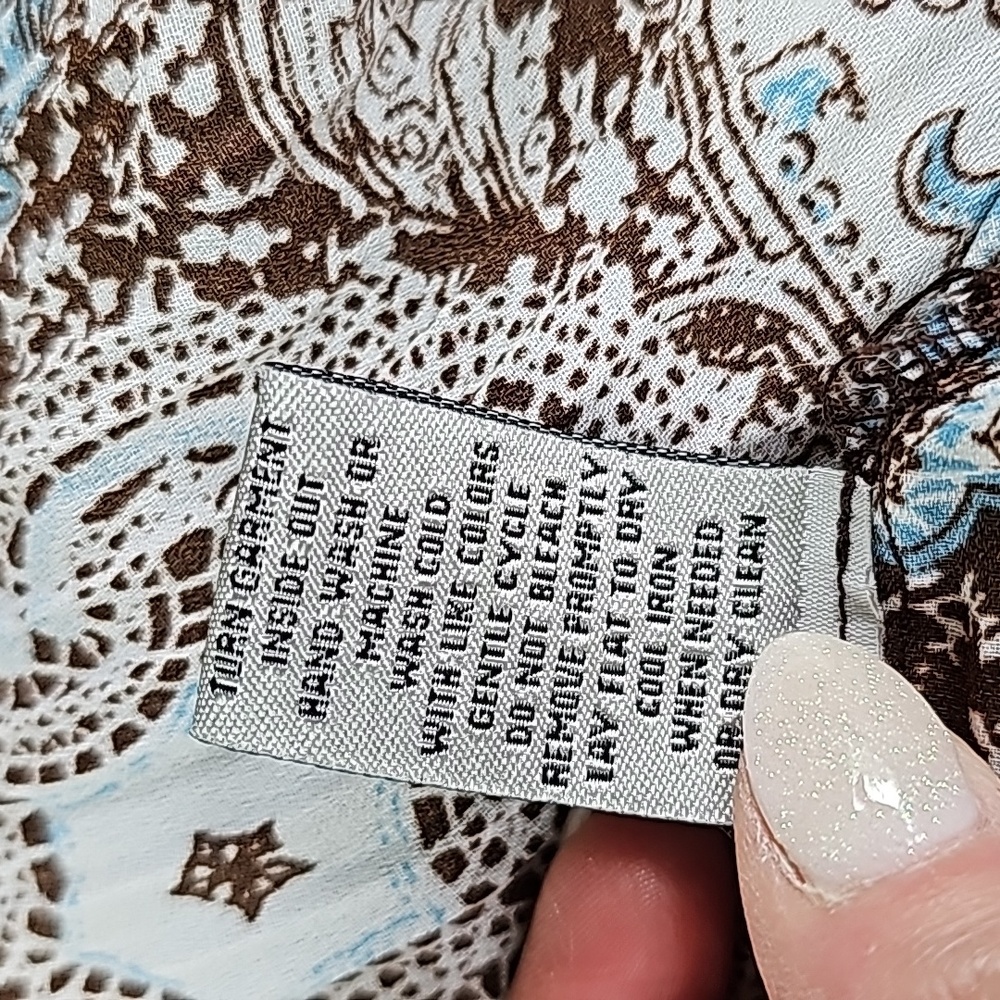 TURN GARMENT
INSIDE OUT
HAND WASH OR
MACHINE
WASH COLD
WITH LIKE COLORS
GENTLE CYCLE
DO NOT BLEACH
REMOVE PROMPTLY
LAY FLAT TO DRY
COOL IRON
WHEN NEEDED
OR DRY CLEAN